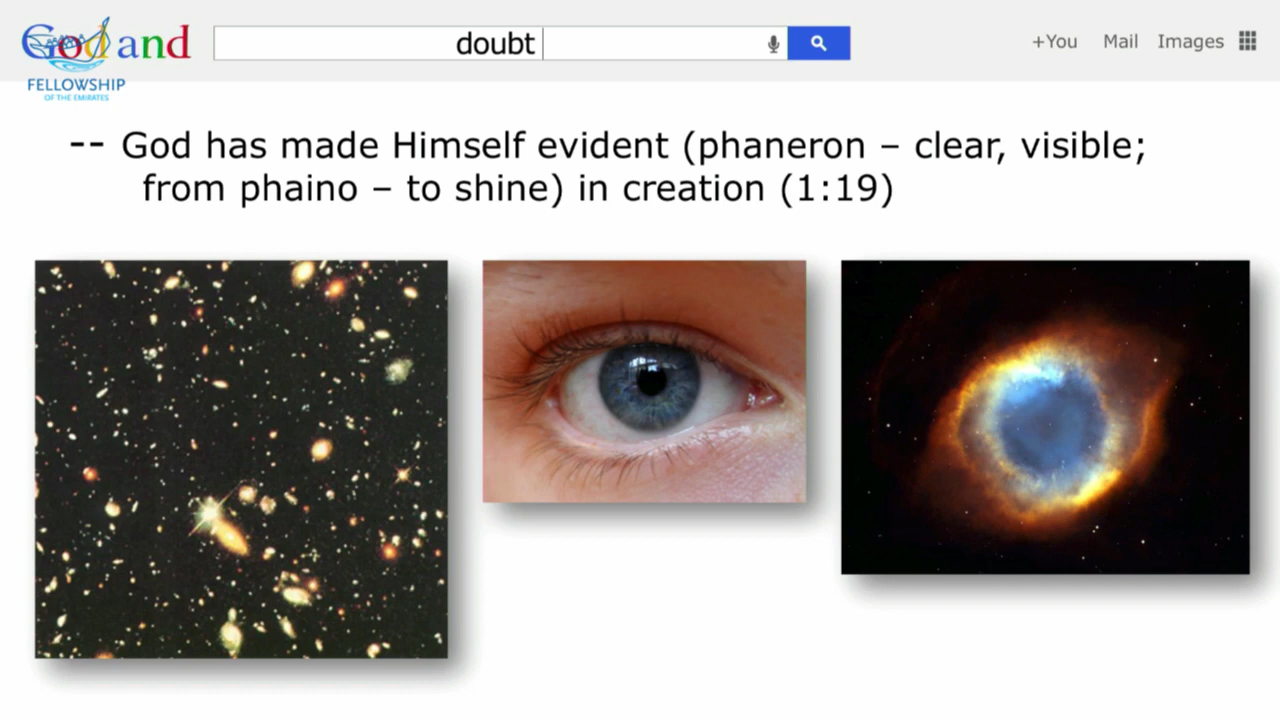 God and
doubt
+You Mail Images
FELLOWSHIP
OF THE EMIRATES
-- God has made Himself evident (phaneron – clear, visible;
from phaino – to shine) in creation (1:19)